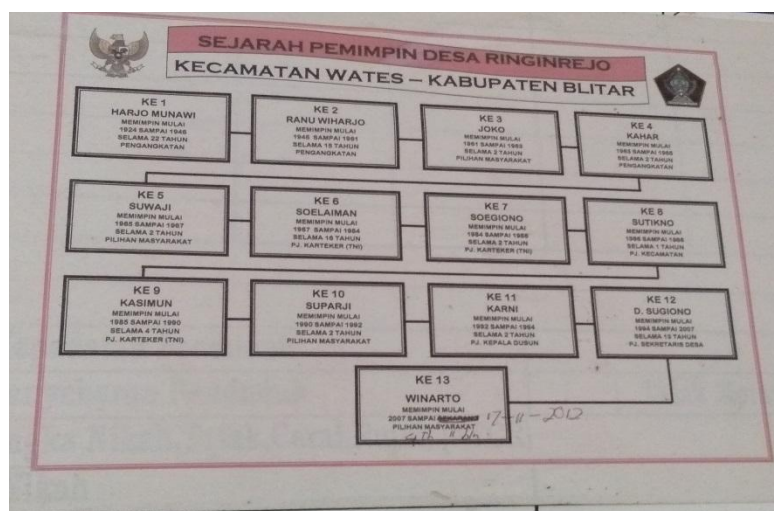 SEJARAH PEMIMPIN DESA RINGINREJO
KECAMATAN WATES – KABUPATEN BLITAR
KE 1
HARJO MUNAWI
MEMIMPIN MULAI
1924 SAMPAI 1946
SELAMA 22 TAHUN
PENGANGKATAN
KE 2
RANU WIHARJO
MEMIMPIN MULAI
1946 SAMPAI 1961
SELAMA 15 TAHUN
PENGANGKATAN
KE 3
JOKO
MEMIMPIN MULAI
1961 SAMPAI 1963
SELAMA 2 TAHUN
PILIHAN MASYARAKAT
KE 4
KAHAR
MEMIMPIN MULAI
1963 SAMPAI 1965
SELAMA 2 TAHUN
PENGANGKATAN
KE 5
SUWAJI
MEMIMPIN MULAI
1965 SAMPAI 1967
SELAMA 2 TAHUN
PILIHAN MASYARAKAT
KE 6
SOELAIMAN
MEMIMPIN MULAI
1967 SAMPAI 1984
SELAMA TAHUN
PJ. KARTEKER (TNI)
KE 7
SOEGIONO
MEMIMPIN MULAI
1984 SAMPAI 1986
SELAMA 2 TAHUN
PJ. KARTEKER (TNI)
KE 8
SUTIKNO
MEMIMPIN MULAI
1986 SAMPAI
SELAMA 1 TAHUN
PJ. KECAMATAN
KE 9
KASIMUN
MEMIMPIN MULAI
SAMPAI 1990
SELAMA 4 TAHUN
PJ. KARTEKER (TNI)
KE 10
SUPARJI
MEMIMPIN MULAI
1990 SAMPAI 1992
SELAMA 2 TAHUN
PILIHAN MASYARAKAT
KE 11
KARNI
MEMIMPIN MULAI
1992 SAMPAI 1994
SELAMA 2 TAHUN
PJ. KEPALA DUSUN
KE 12
D. SUGIONO
MEMIMPIN MULAI
1994 SAMPAI 2007
SELAMA 13 TAHUN
PJ. SEKRETARIS DESA
KE 13
WINARTO
MEMIMPIN MULAI
2007 SAMPAI SEKARANG 17-11-2012
PILIHAN MASYARAKAT